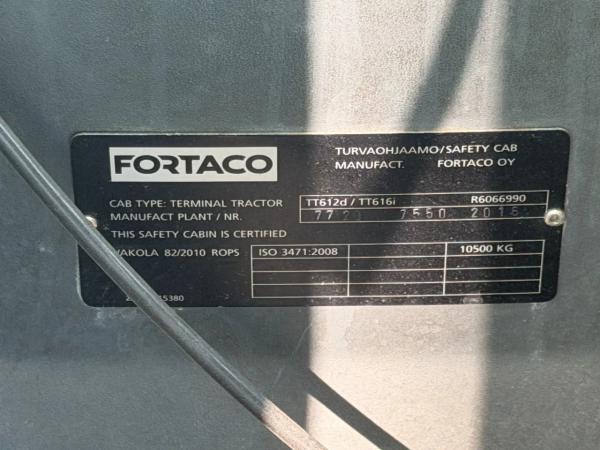 FORTACO
TURVAOHJAAMO/SAFETY CAB
MANUFACT. FORTACO OY
CAB TYPE: TERMINAL TRACTOR TT612d / TT616i R6066990
MANUFACT PLANT / NR. 7550
THIS SAFETY CABIN IS CERTIFIED
VAKOLA 82/2010 ROPS ISO 3471:2008 10500 KG